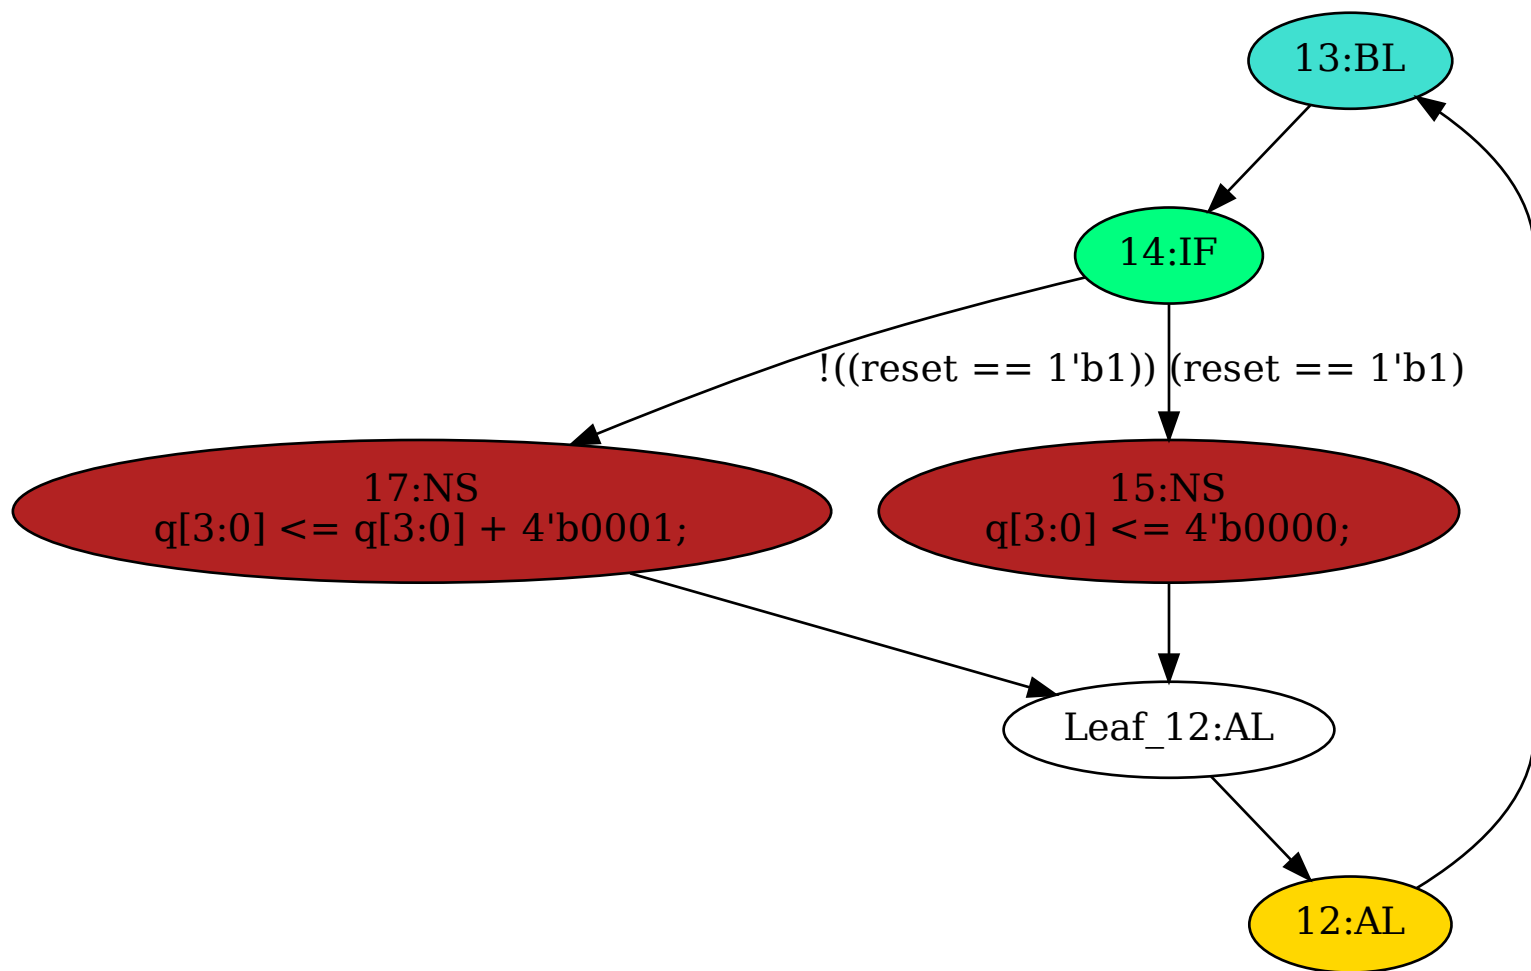 13:BL
14:IF
!((reset == 1'b1))
(reset == 1'b1)
17:NS
q[3:0] <= q[3:0] + 4'b0001;
15:NS
q[3:0] <= 4'b0000;
Leaf_12:AL
12:AL